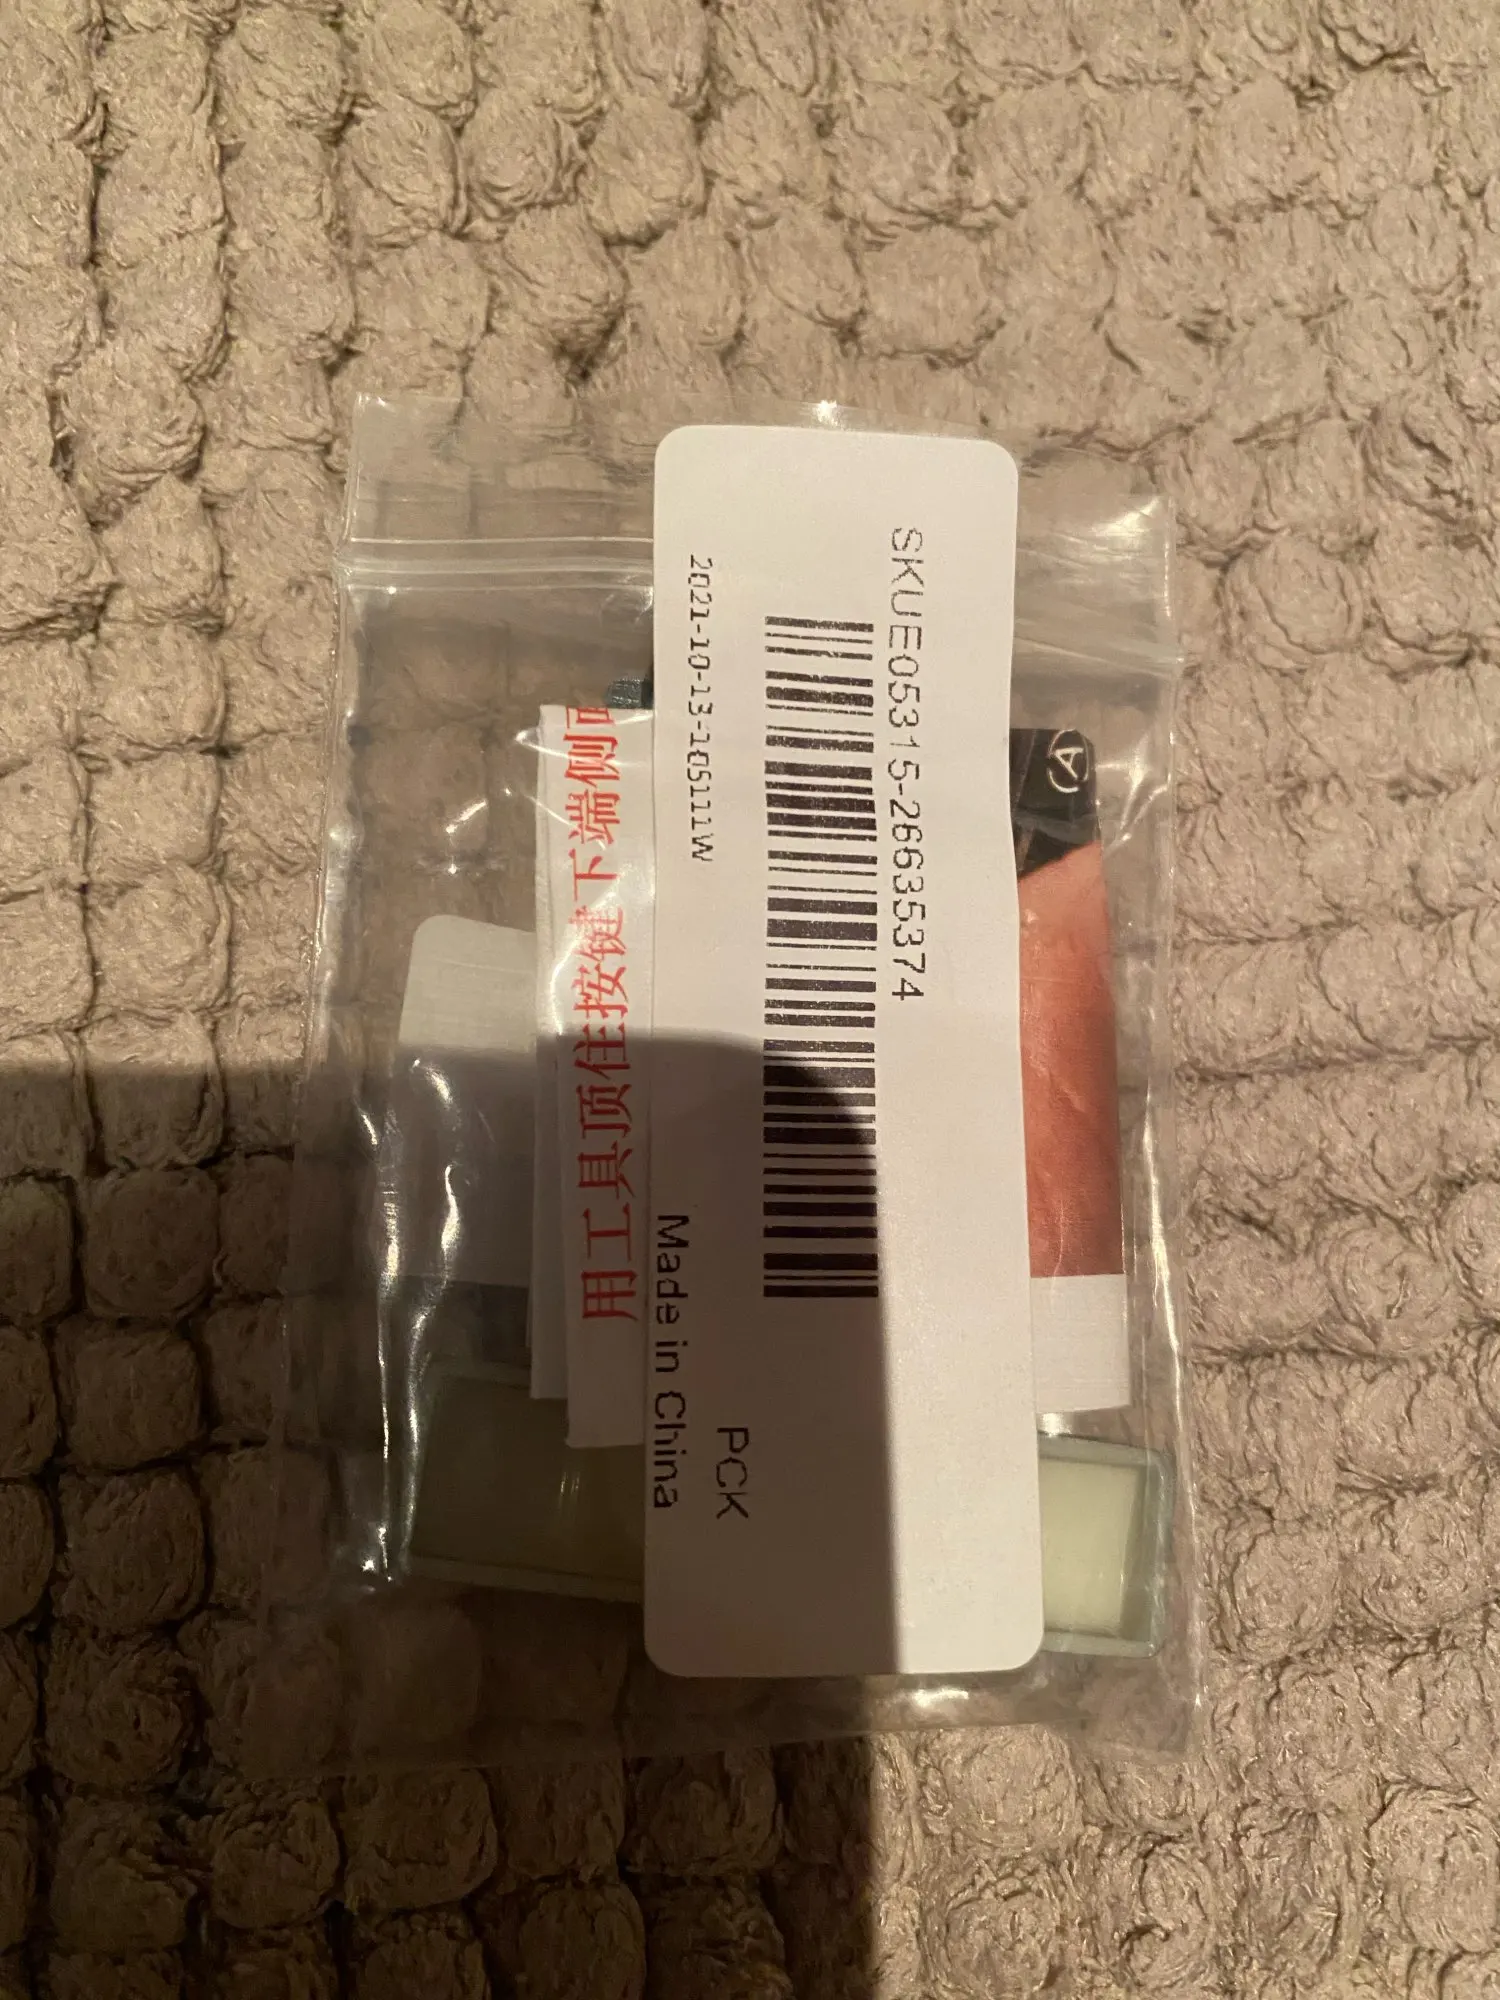 SKUE05315-26635374
2021-10-13-105111W
PCK
Made in China
用工具顶住按键下端侧面
A